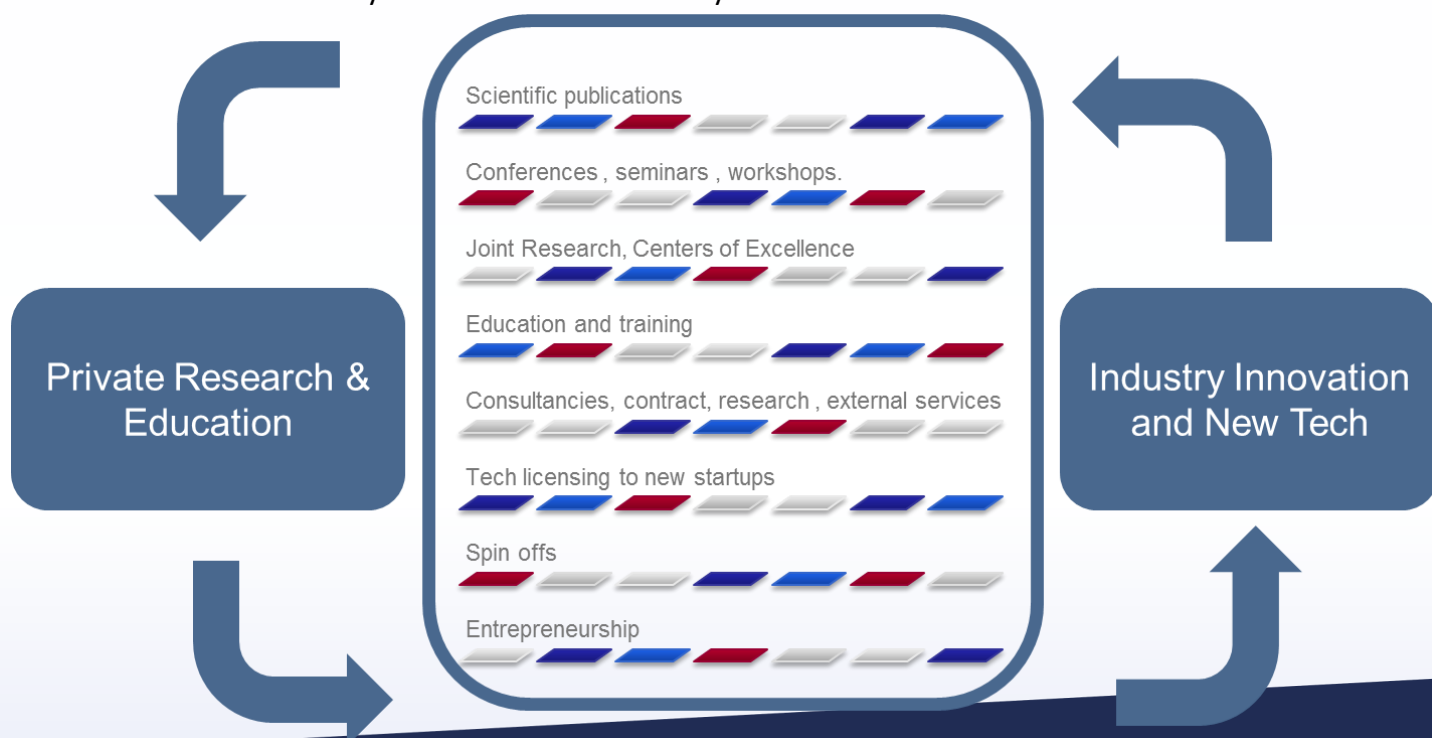 Scientific publications
Conferences , seminars , workshops.
Joint Research, Centers of Excellence
Education and training
Private Research &
Education
Industry Innovation
and New Tech
Consultancies, contract, research , external services
Tech licensing to new startups
Spin offs
Entrepreneurship